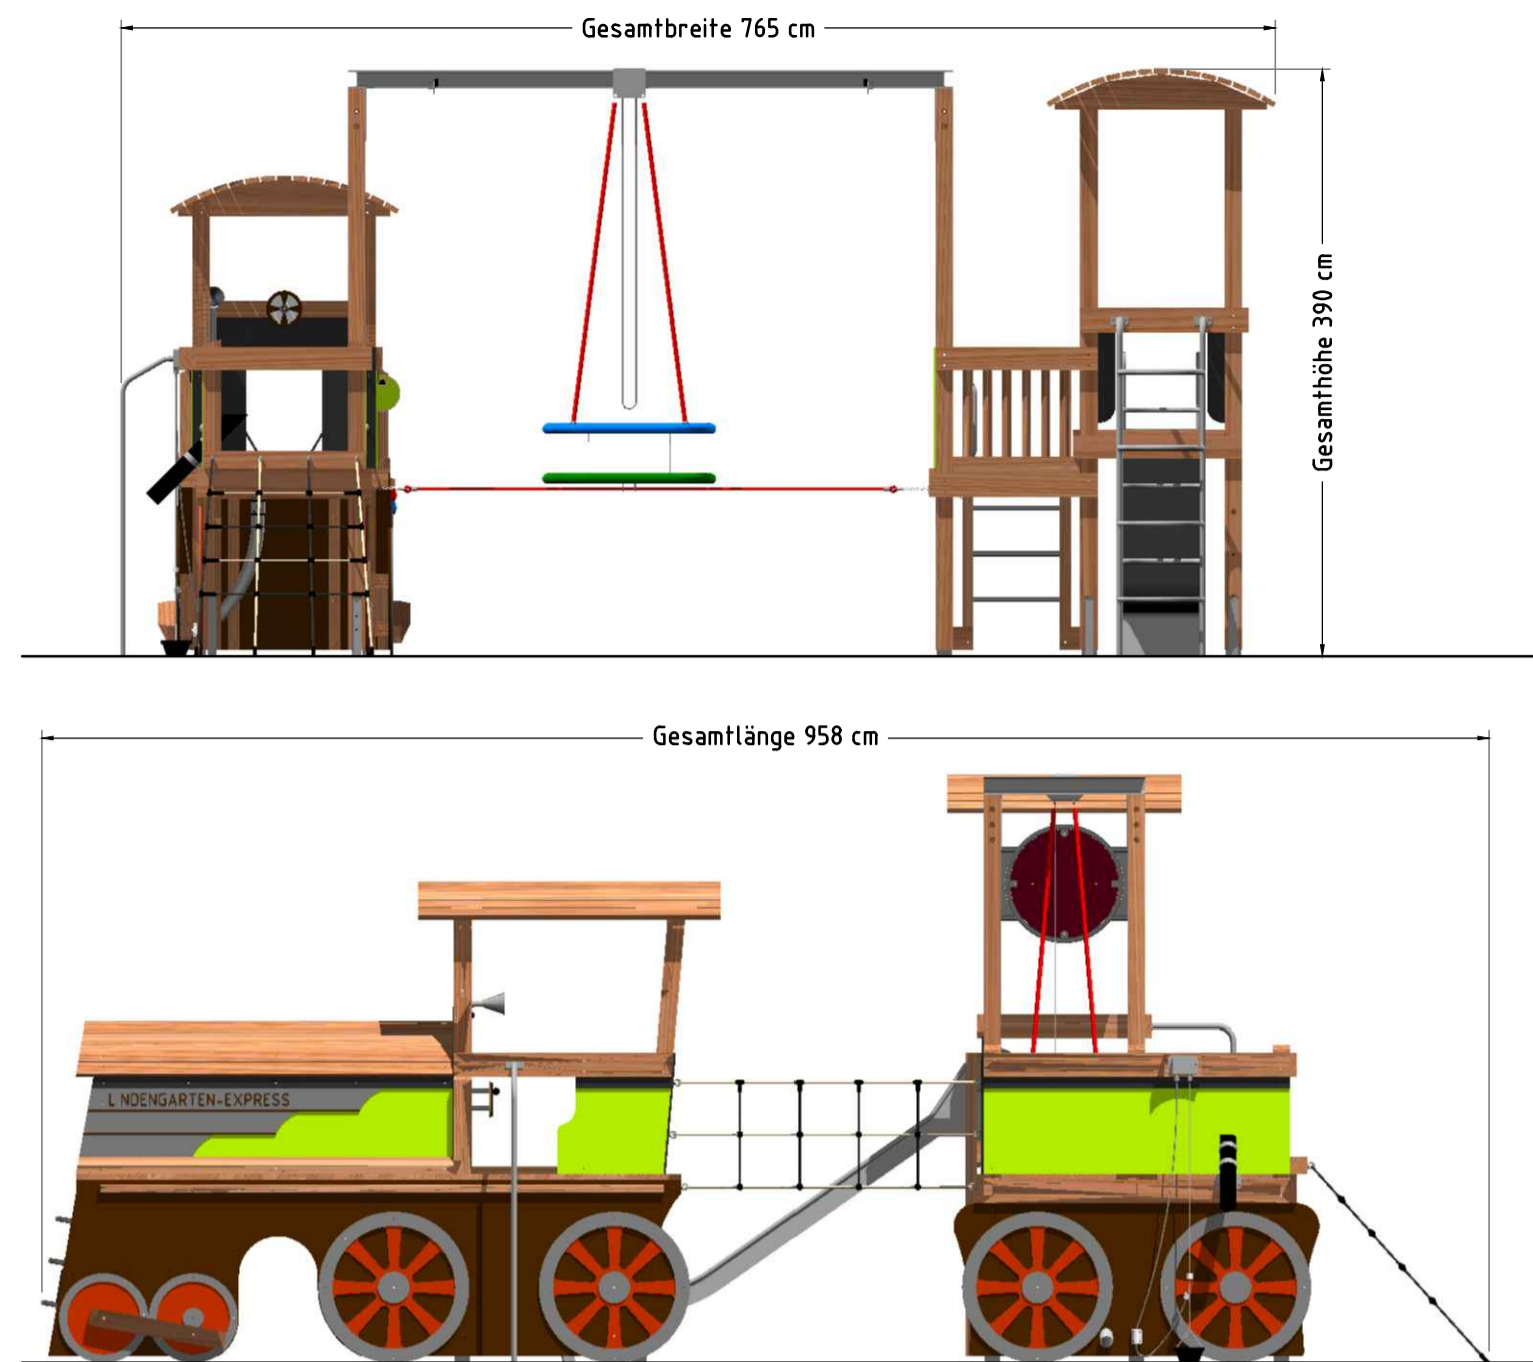 Gesamtbreite 765 cm
Gesamthöhe 390 cm
Gesamtlänge 958 cm
L NDENGARTEN-EXPRESS